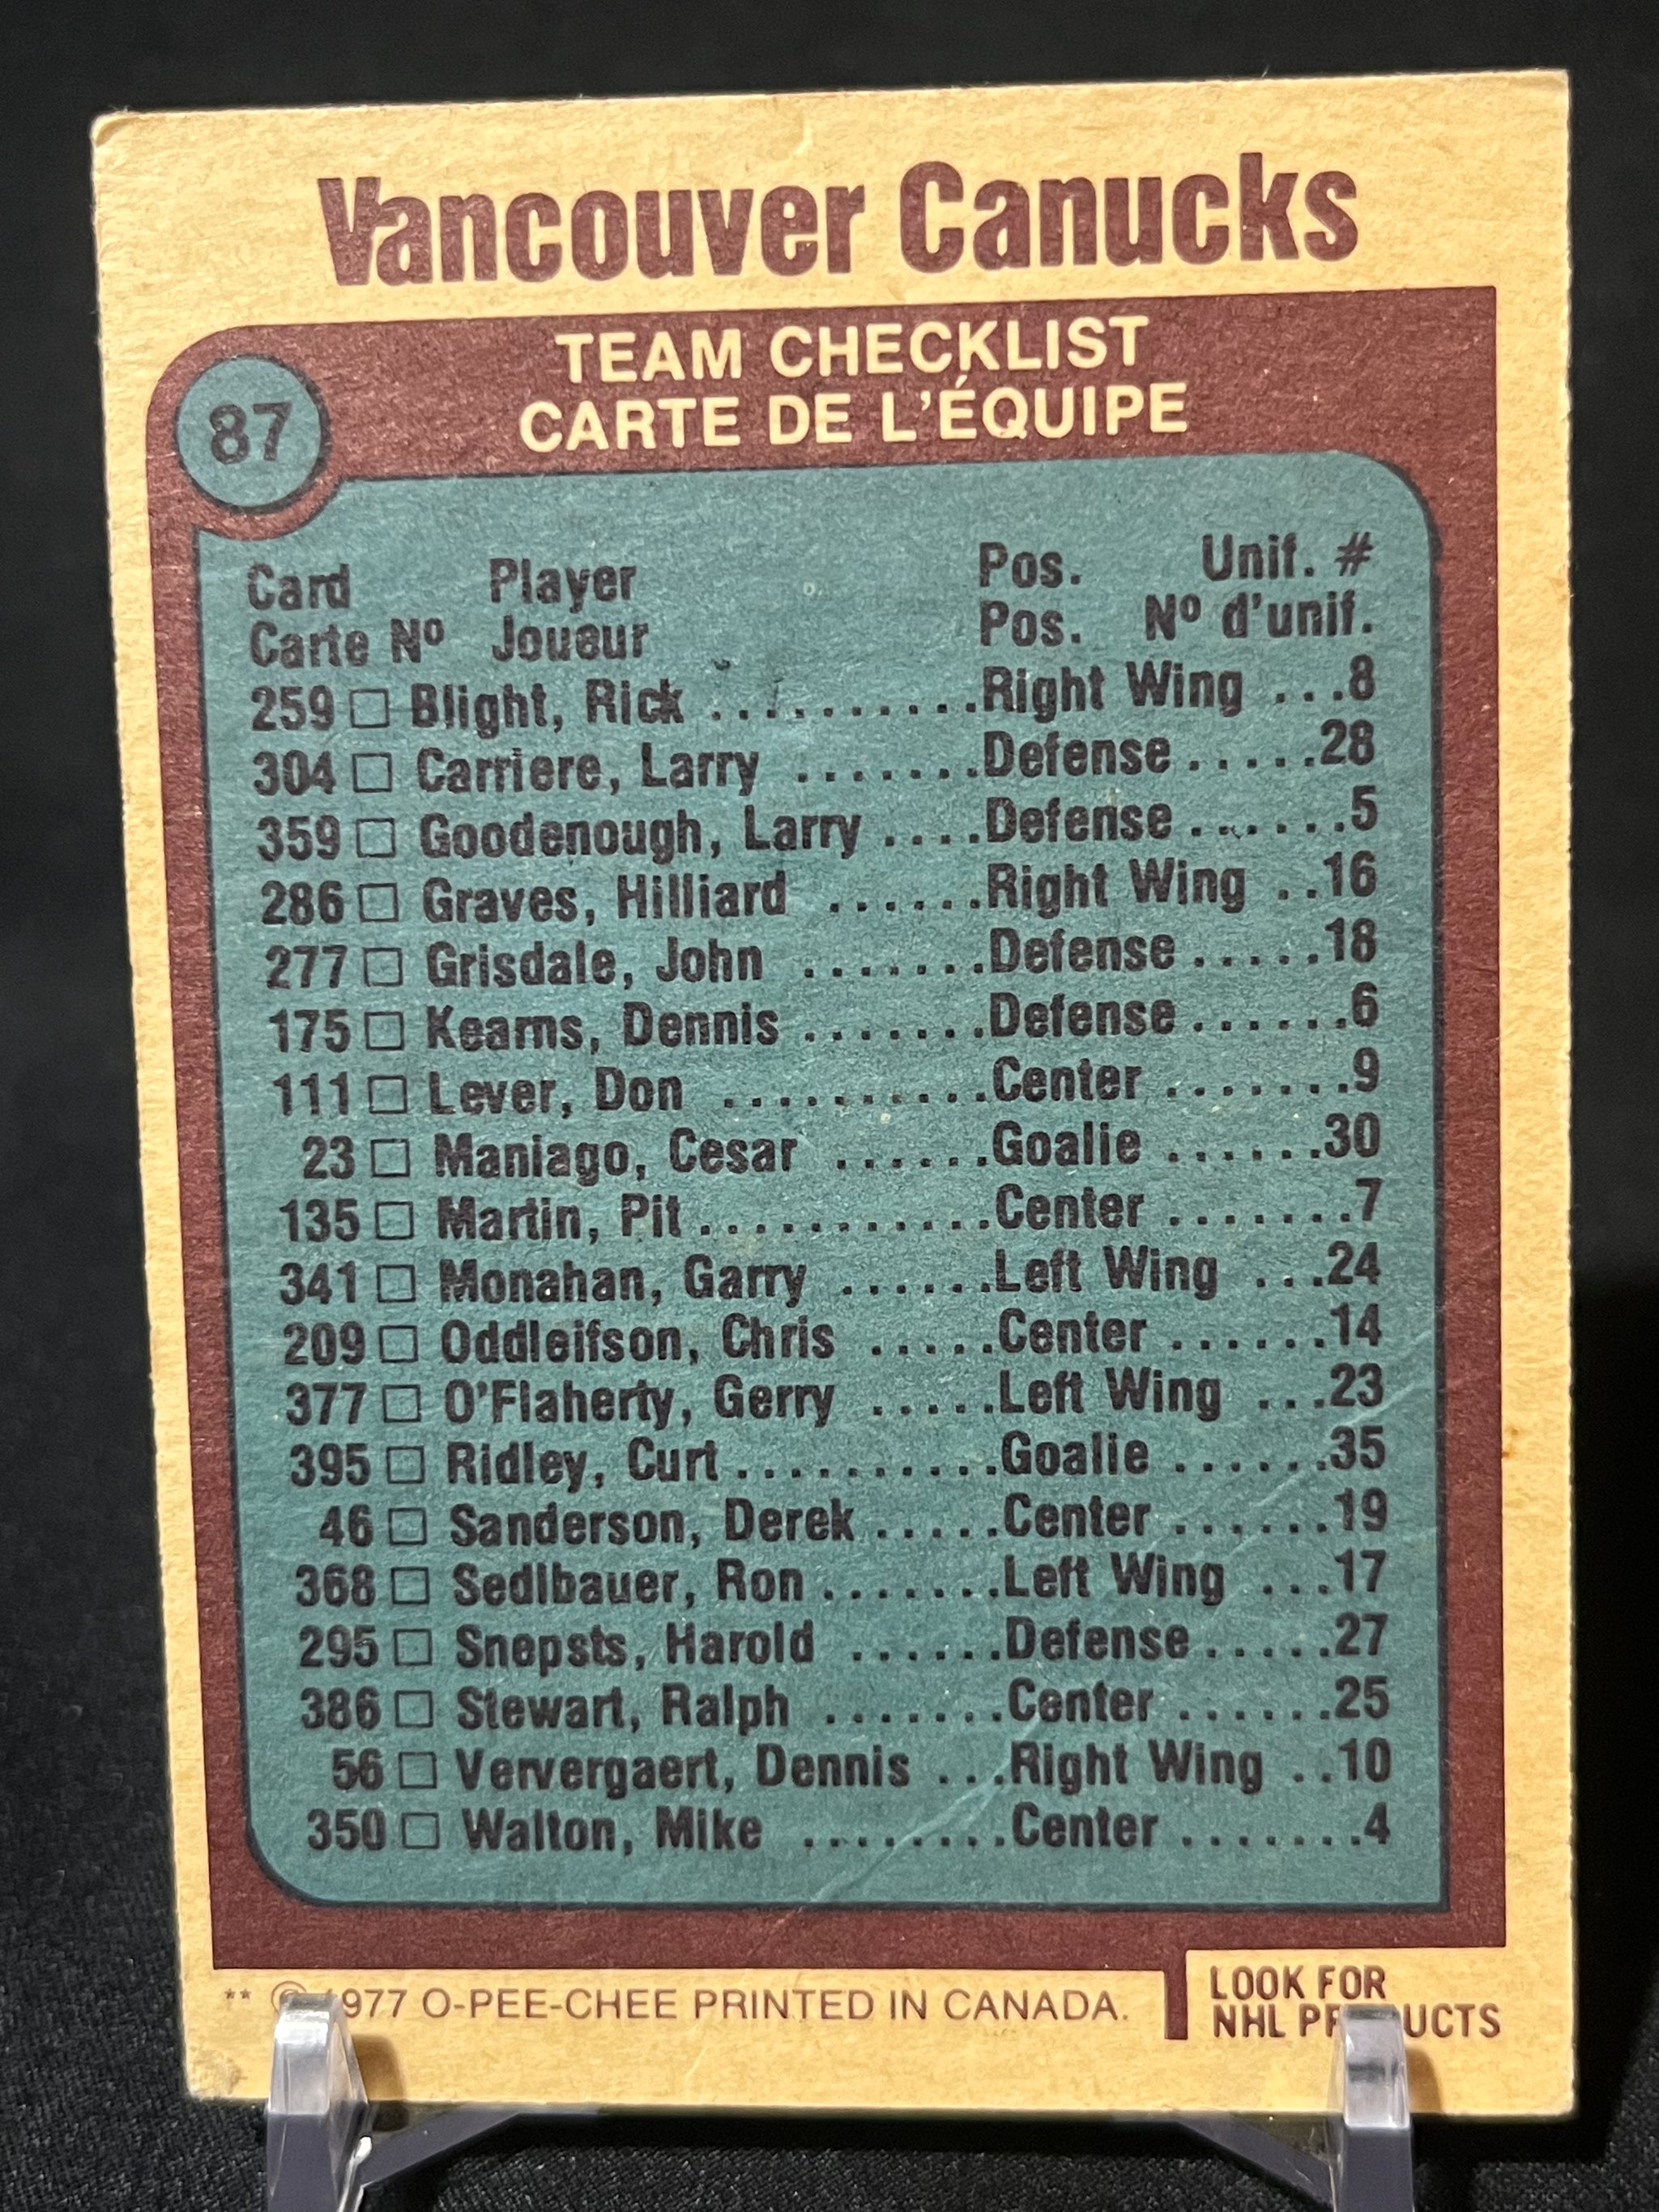 Vancouver Canucks
TEAM CHECKLIST
CARTE DE L'ÉQUIPE
87
Card Player Pos. Unif. #
Carte Nº Joueur Pos. Nº d'unif.
259 □ Blight, Rick ..........Right Wing ...8
304 □ Carriere, Larry .......Defense.....28
359 □ Goodenough, Larry ....Defense.......5
286 □ Graves, Hilliard ......Right Wing ..16
277 □ Grisdale, John .......Defense.....18
175 □ Kearns, Dennis .......Defense......6
111 □ Lever, Don ..........Center .......9
23 □ Maniago, Cesar ......Goalie ......30
135 □ Martin, Pit...........Center .......7
341 □ Monahan, Garry ......Left Wing ...24
209 □ Oddleifson, Chris .....Center ......14
377 □ O'Flaherty, Gerry .....Left Wing ...23
395 □ Ridley, Curt...........Goalie ......35
46 □ Sanderson, Derek.....Center ......19
368 □ Sedlbauer, Ron.......Left Wing ...17
295 □ Snepsts, Harold ......Defense.....27
386 □ Stewart, Ralph .......Center ......25
56 □ Ververgaert, Dennis ...Right Wing ..10
350 □ Walton, Mike ........Center .......4
** © 1977 O-PEE-CHEE PRINTED IN CANADA.
LOOK FOR
NHL PRODUCTS